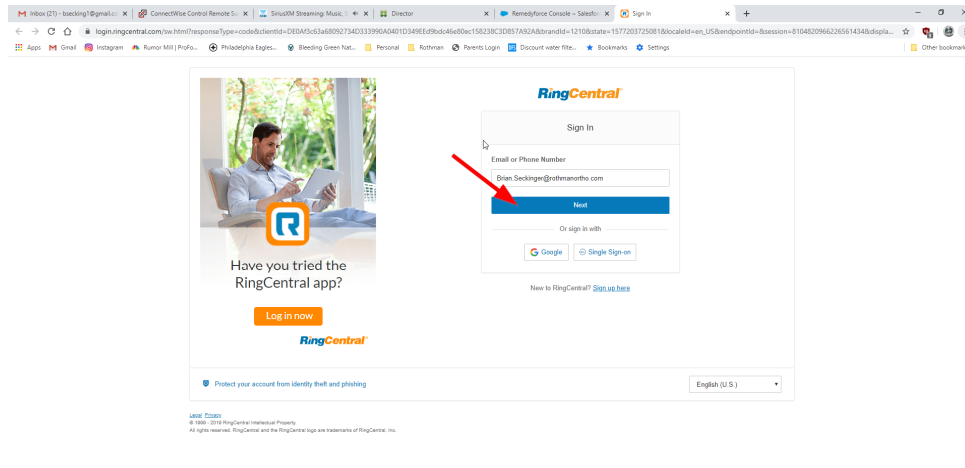 Inbox (21) - bsecking1@gmail.co
ConnectWise Control Remote Su
SiriusXM Streaming: Music, S
Director
Remedyforce Console ~ Salesfor
Sign In
login.ringcentral.com/sw.html?responseType=code&clientId=DE0Af3c63a68092734D333990A0401D349EEd9bdc46e80ec158238C3D857A92A&brandId=1210&state=1577203725081&localeId=en_US&endpointId=&session=8104820966226561434&displa...
Apps
Gmail
Instagram
Rumor Mill | ProFo...
Philadelphia Eagles...
Bleeding Green Nat...
Personal
Rothman
Parents Login
Discount water filte...
Bookmarks
Settings
Other bookmark
RingCentral
Sign In
Email or Phone Number
Brian.Seckinger@rothmanortho.com
Next
Or sign in with
Google
Single Sign-on
New to RingCentral? Sign up here
Have you tried the
RingCentral app?
Log in now
RingCentral
Protect your account from identity theft and phishing
English (U.S.)
Legal Privacy
© 1999 - 2019 RingCentral Intellectual Property.
All rights reserved. RingCentral and the RingCentral logo are trademarks of RingCentral, Inc.